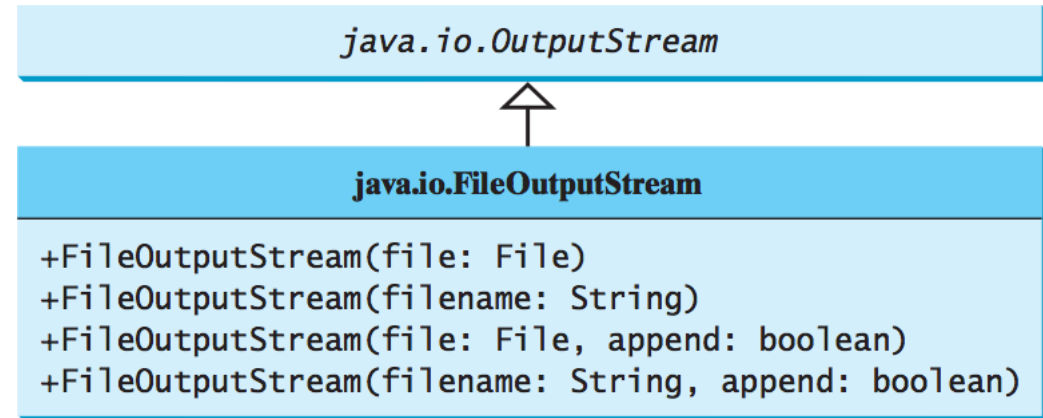 java.io.OutputStream
java.io.FileOutputStream
+FileOutputStream(file: File)
+FileOutputStream(filename: String)
+FileOutputStream(file: File, append: boolean)
+FileOutputStream(filename: String, append: boolean)